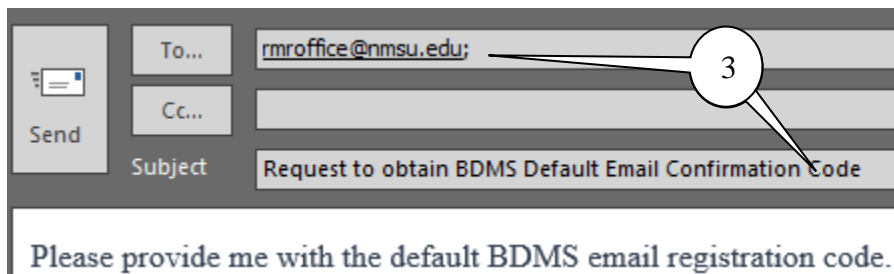 To... rmroffice@nmsu.edu;
3
Cc...
Send
Subject Request to obtain BDMS Default Email Confirmation Code
Please provide me with the default BDMS email registration code.